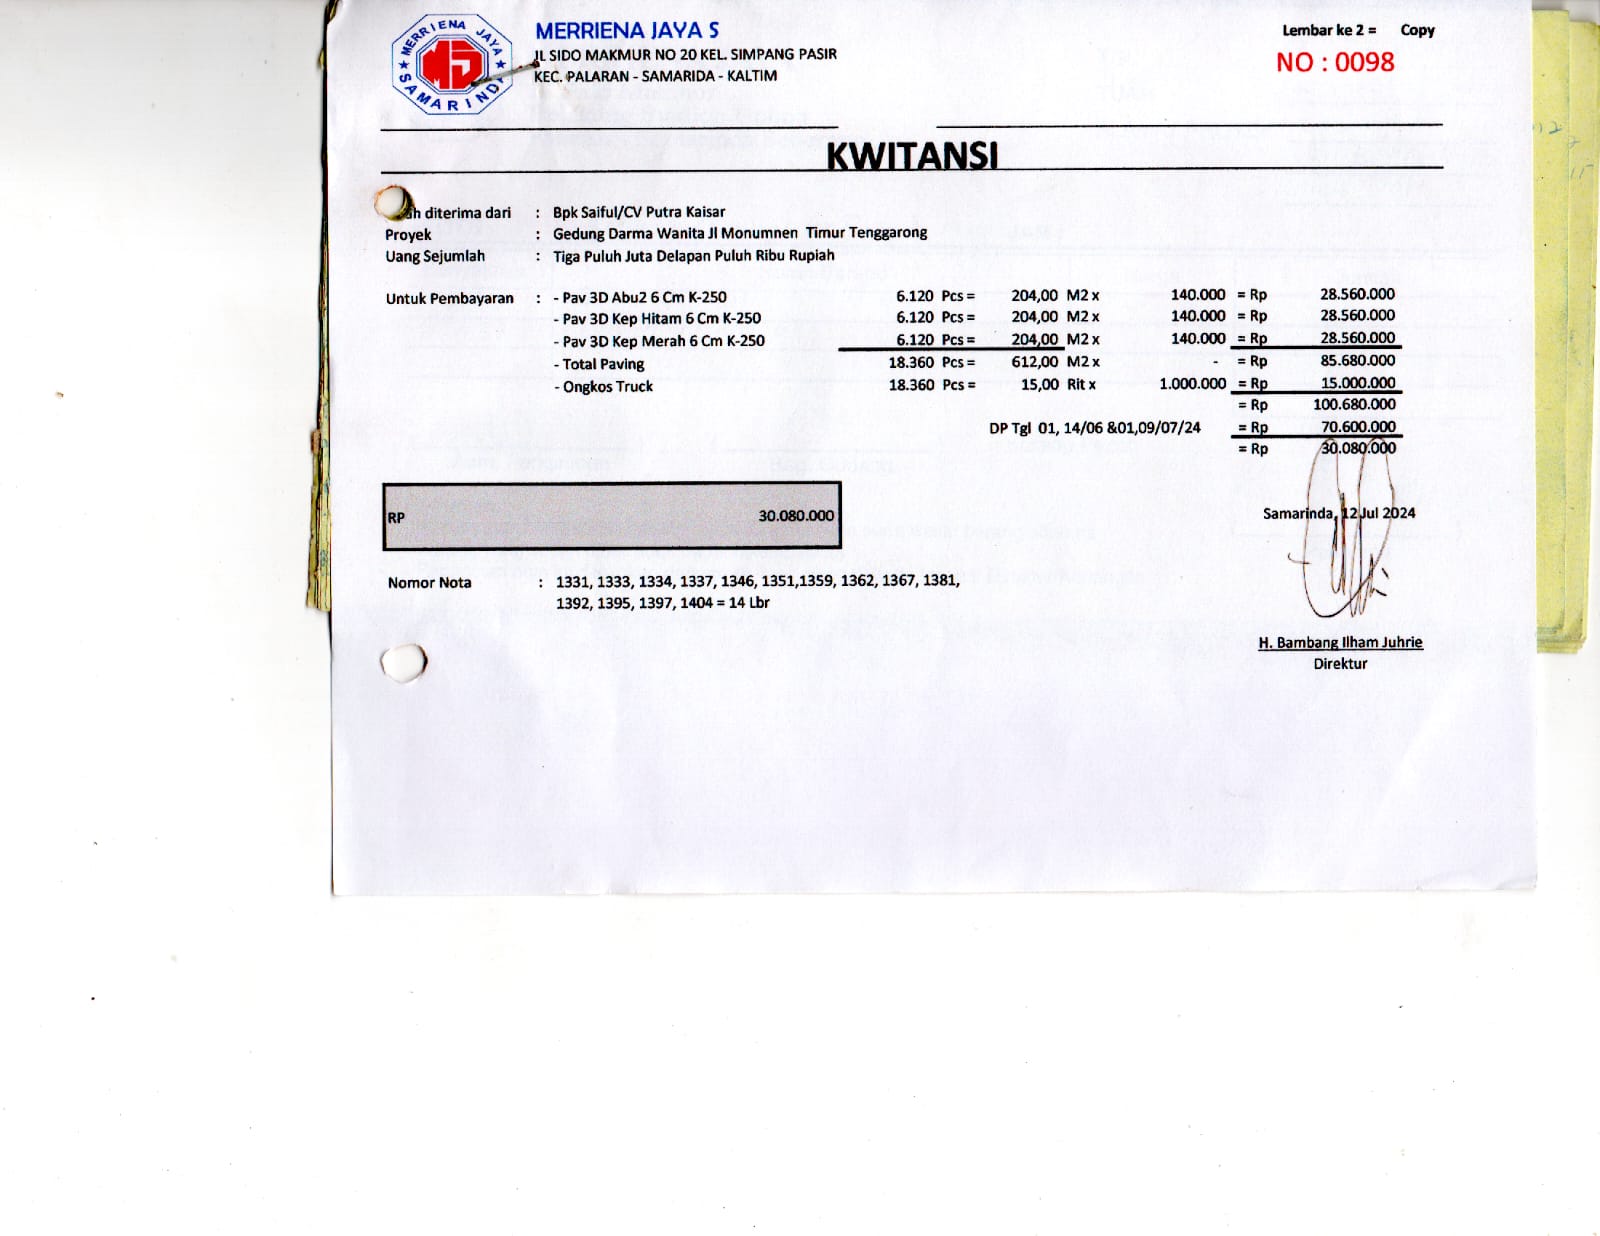 MERRIENA JAYA
SAMARINDA
MERRIENA JAYA S
JL SIDO MAKMUR NO 20 KEL. SIMPANG PASIR
KEC. PALARAN - SAMARIDA - KALTIM
Lembar ke 2 = Copy
NO : 0098
KWITANSI
diterima dari : Bpk Saiful/CV Putra Kaisar
Proyek : Gedung Darma Wanita Jl Monumnen Timur Tenggarong
Uang Sejumlah : Tiga Puluh Juta Delapan Puluh Ribu Rupiah
Untuk Pembayaran : - Pav 3D Abu2 6 Cm K-250 6.120 Pcs = 204,00 M2 x 140.000 = Rp 28.560.000
- Pav 3D Kep Hitam 6 Cm K-250 6.120 Pcs = 204,00 M2 x 140.000 = Rp 28.560.000
- Pav 3D Kep Merah 6 Cm K-250 6.120 Pcs = 204,00 M2 x 140.000 = Rp 28.560.000
- Total Paving 18.360 Pcs = 612,00 M2 x - = Rp 85.680.000
- Ongkos Truck 18.360 Pcs = 15,00 Rit x 1.000.000 = Rp 15.000.000
= Rp 100.680.000
DP Tgl 01, 14/06 &01,09/07/24 = Rp 70.600.000
= Rp 30.080.000
RP 30.080.000
Samarinda, 12 Jul 2024
Nomor Nota : 1331, 1333, 1334, 1337, 1346, 1351,1359, 1362, 1367, 1381,
1392, 1395, 1397, 1404 = 14 Lbr
H. Bambang Ilham Juhrie
Direktur